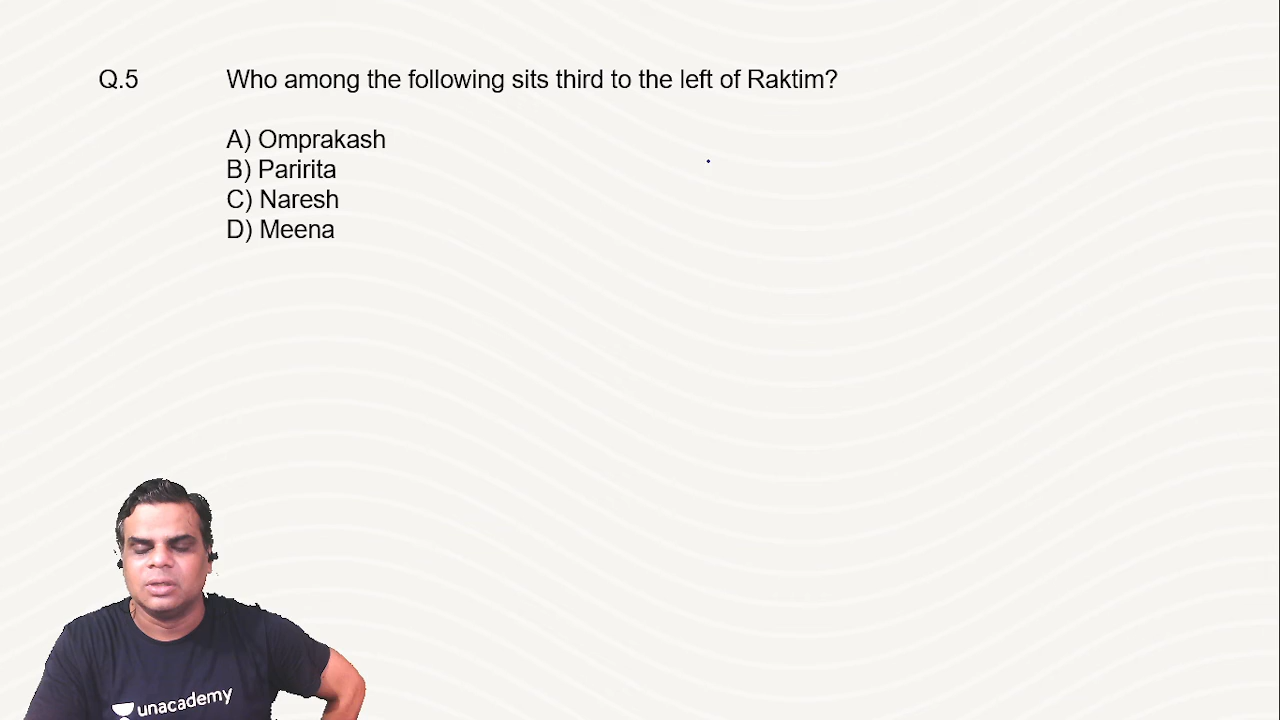 Q.5 Who among the following sits third to the left of Raktim?
A) Omprakash
B) Paririta
C) Naresh
D) Meena
unacademy